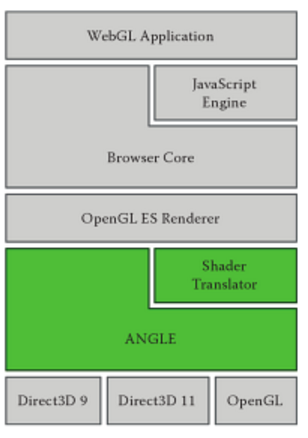 WebGL Application
JavaScript
Engine
Browser Core
OpenGL ES Renderer
Shader
Translator
ANGLE
Direct3D 9
Direct3D 11
OpenGL